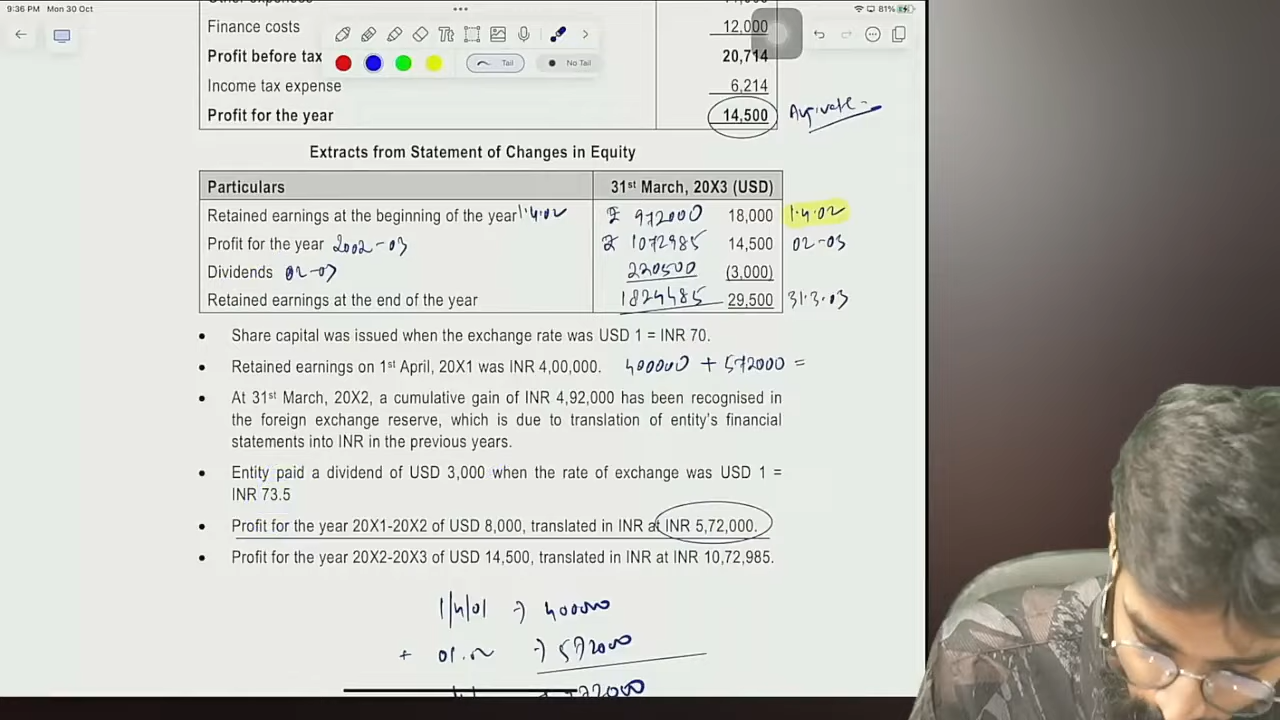 9:36 PM Mon 30 Oct
81%
Finance costs 12,000
Tail No Tail
Profit before tax 20,714
Income tax expense 6,214
Profit for the year 14,500
Extracts from Statement of Changes in Equity
Particulars 31st March, 20X3 (USD)
Retained earnings at the beginning of the year 1.4.02 ₹ 972000 18,000 1.4.02
Profit for the year 2002-03 ₹ 1072985 14,500 02-03
Dividends 02-03 220500 (3,000)
Retained earnings at the end of the year 1824485 29,500 31.3.03
• Share capital was issued when the exchange rate was USD 1 = INR 70.
• Retained earnings on 1st April, 20X1 was INR 4,00,000. 400000 + 572000 =
• At 31st March, 20X2, a cumulative gain of INR 4,92,000 has been recognised in
the foreign exchange reserve, which is due to translation of entity's financial
statements into INR in the previous years.
• Entity paid a dividend of USD 3,000 when the rate of exchange was USD 1 =
INR 73.5
• Profit for the year 20X1-20X2 of USD 8,000, translated in INR at INR 5,72,000.
• Profit for the year 20X2-20X3 of USD 14,500, translated in INR at INR 10,72,985.
1/4/01 → 400000
+ 01.02 → 572000